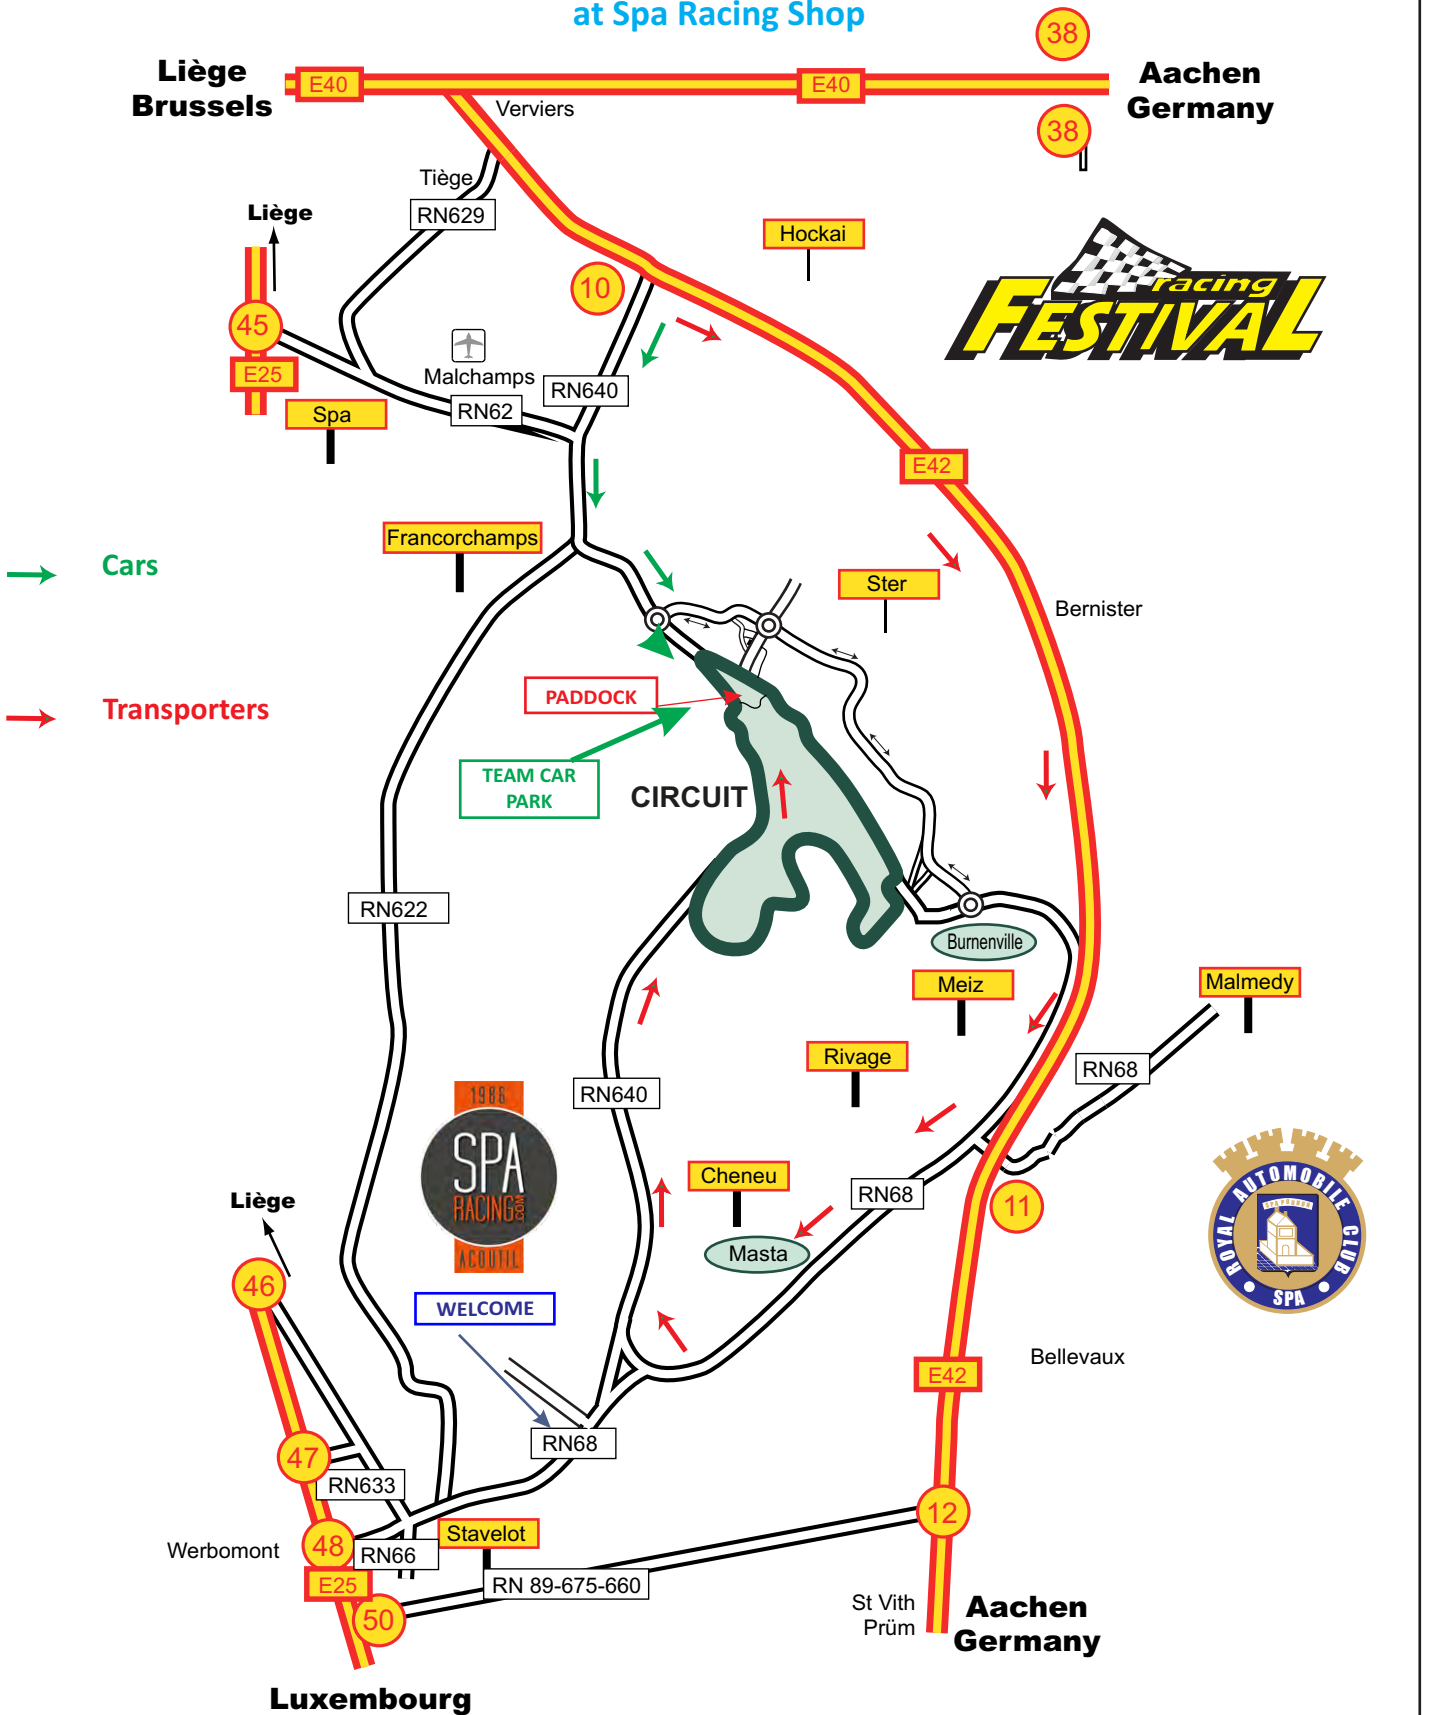 at Spa Racing Shop
38
Liège
Brussels
E40
E40
Aachen
Germany
Verviers
38
Tiège
RN629
Liège
Hockai
10
racing
FESTIVAL
45
E25
Malchamps
RN640
Spa
RN62
E42
Francorchamps
Cars
Ster
Bernister
PADDOCK
Transporters
TEAM CAR
PARK
CIRCUIT
RN622
Burnenville
Meiz
Malmedy
Rivage
RN68
RN640
1986
SPA
RACING.COM
ACOUTIL
Cheneu
RN68
11
ROYAL AUTOMOBILE CLUB
SPA
Liège
Masta
46
WELCOME
Bellevaux
E42
RN68
47
RN633
12
Stavelot
48
Werbomont
RN66
E25
RN 89-675-660
50
St Vith
Prüm
Aachen
Germany
Luxembourg